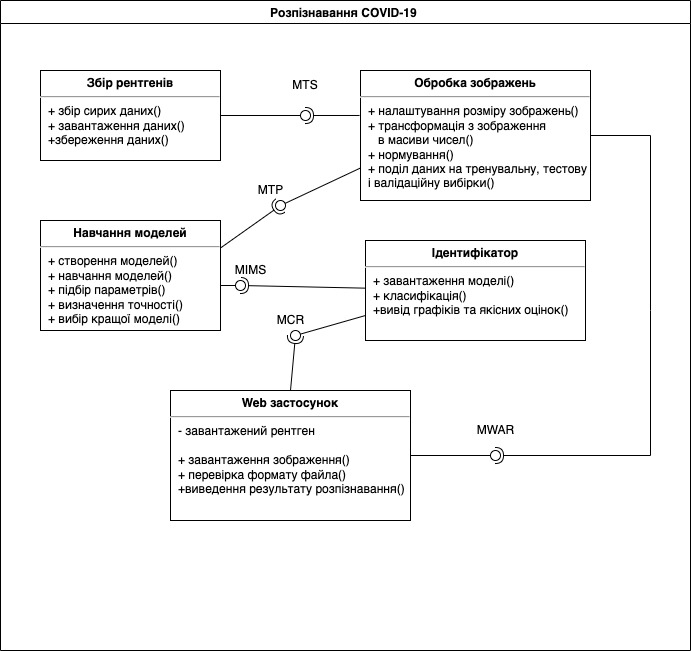 Розпізнавання COVID-19
Збір рентгенів
+ збір сирих даних()
+ завантаження даних()
+збереження даних()
MTS
Обробка зображень
+ налаштування розміру зображень()
+ трансформація з зображення
в масиви чисел()
+ нормування()
+ поділ даних на тренувальну, тестову
і валідаційну вибірки()
MTP
Навчання моделей
+ створення моделей()
+ навчання моделей()
+ підбір параметрів()
+ визначення точності()
+ вибір кращої моделі()
MIMS
Ідентифікатор
+ завантаження моделі()
+ класифікація()
+вивід графіків та якісних оцінок()
MCR
Web застосунок
- завантажений рентген
+ завантаження зображення()
+ перевірка формату файла()
+виведення результату розпізнавання()
MWAR